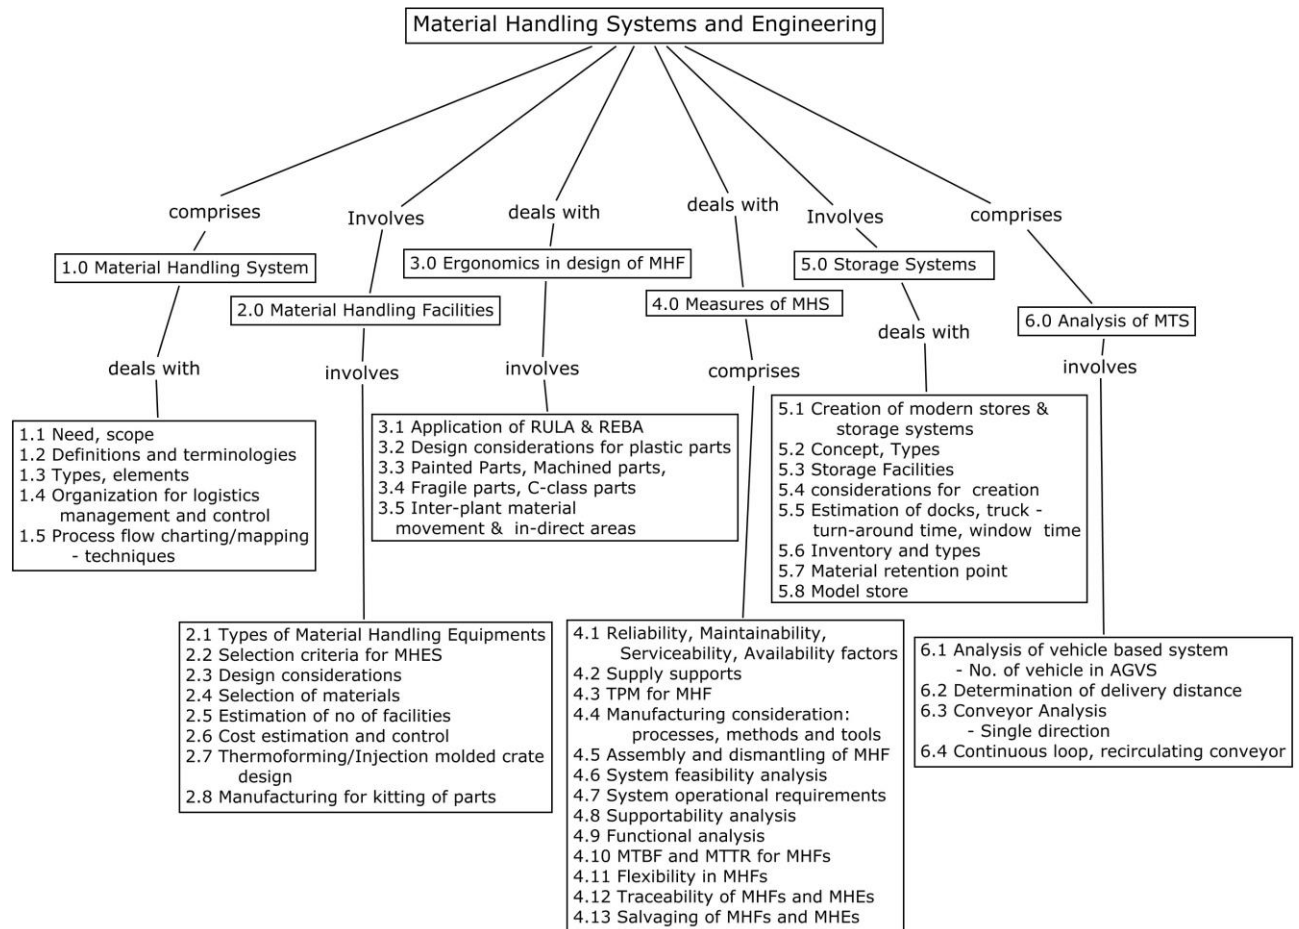 Material Handling Systems and Engineering
comprises
Involves
deals with
deals with
Involves
comprises
1.0 Material Handling System
2.0 Material Handling Facilities
3.0 Ergonomics in design of MHF
4.0 Measures of MHS
5.0 Storage Systems
6.0 Analysis of MTS
deals with
involves
involves
comprises
deals with
involves
1.1 Need, scope
1.2 Definitions and terminologies
1.3 Types, elements
1.4 Organization for logistics
management and control
1.5 Process flow charting/mapping
- techniques
2.1 Types of Material Handling Equipments
2.2 Selection criteria for MHES
2.3 Design considerations
2.4 Selection of materials
2.5 Estimation of no of facilities
2.6 Cost estimation and control
2.7 Thermoforming/Injection molded crate
design
2.8 Manufacturing for kitting of parts
3.1 Application of RULA & REBA
3.2 Design considerations for plastic parts
3.3 Painted Parts, Machined parts,
3.4 Fragile parts, C-class parts
3.5 Inter-plant material
movement & in-direct areas
4.1 Reliability, Maintainability,
Serviceability, Availability factors
4.2 Supply supports
4.3 TPM for MHF
4.4 Manufacturing consideration:
processes, methods and tools
4.5 Assembly and dismantling of MHF
4.6 System feasibility analysis
4.7 System operational requirements
4.8 Supportability analysis
4.9 Functional analysis
4.10 MTBF and MTTR for MHFs
4.11 Flexibility in MHFs
4.12 Traceability of MHFs and MHEs
4.13 Salvaging of MHFs and MHEs
5.1 Creation of modern stores &
storage systems
5.2 Concept, Types
5.3 Storage Facilities
5.4 considerations for creation
5.5 Estimation of docks, truck -
turn-around time, window time
5.6 Inventory and types
5.7 Material retention point
5.8 Model store
6.1 Analysis of vehicle based system
- No. of vehicle in AGVS
6.2 Determination of delivery distance
6.3 Conveyor Analysis
- Single direction
6.4 Continuous loop, recirculating conveyor